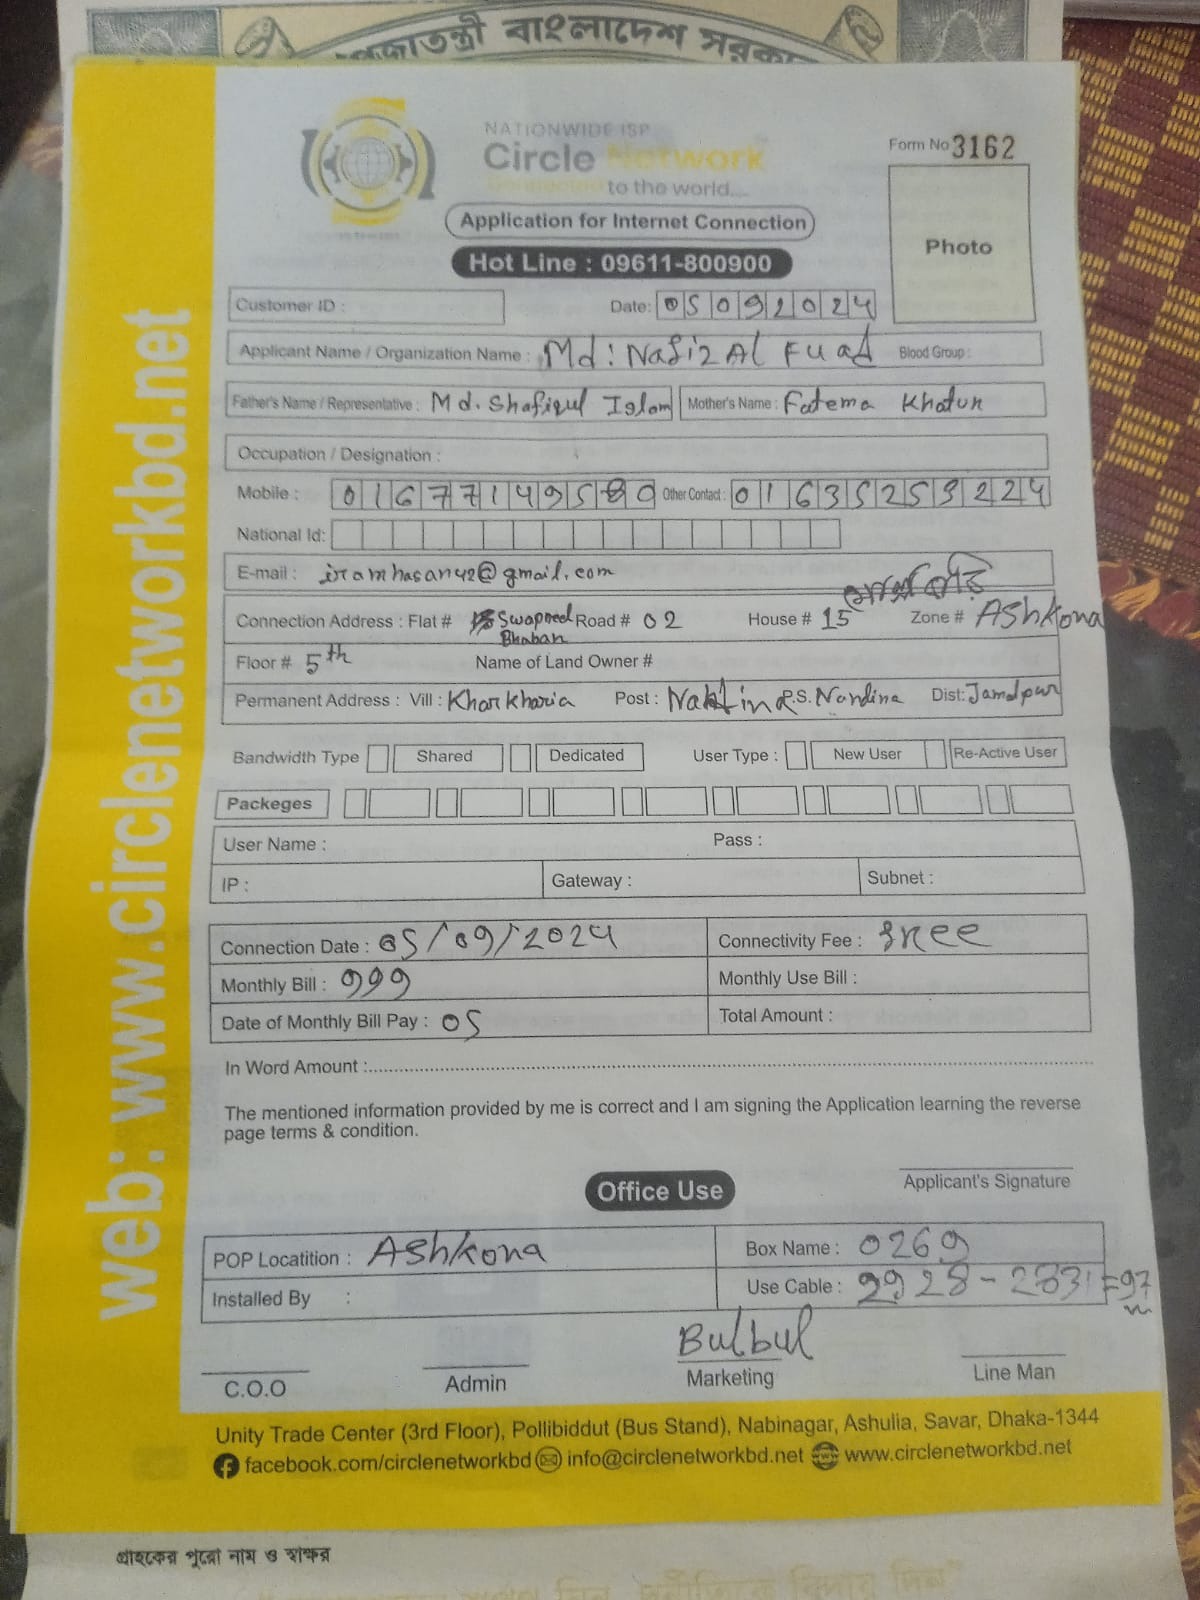 গণপ্রজাতন্ত্রী বাংলাদেশ সরকার
NATIONWIDE ISP
Circle Network
Connected to the world....
Form No 3162
Application for Internet Connection
Photo
Hot Line : 09611-800900
Customer ID : Date: 05092024
Applicant Name / Organization Name : Md: Nafiz Al Fuad Blood Group :
Father's Name / Representative : Md. Shafiqul Islam Mother's Name : Fatema Khatun
Occupation / Designation :
Mobile : 01677149580 Other Contact : 01635259224
National Id:
E-mail : iramhasan42@gmail.com
Connection Address : Flat # Swapneel Bhaban Road # 02 House # 15 Zone # Ashkona
Floor # 5th Name of Land Owner #
Permanent Address : Vill : Khorkharia Post : P.S. Nandina Dist: Jamalpur
Bandwidth Type Shared Dedicated User Type : New User Re-Active User
Packeges
User Name : Pass :
IP : Gateway : Subnet :
Connection Date : 05/09/2024 Connectivity Fee : free
Monthly Bill : 999 Monthly Use Bill :
Date of Monthly Bill Pay : 05 Total Amount :
In Word Amount :
The mentioned information provided by me is correct and I am signing the Application learning the reverse
page terms & condition.
Applicant's Signature
Office Use
POP Locatition : Ashkona Box Name : 0269
Installed By : Use Cable : 2928-2831=97
Bulbul
C.O.O Admin Marketing Line Man
Unity Trade Center (3rd Floor), Pollibiddut (Bus Stand), Nabinagar, Ashulia, Savar, Dhaka-1344
facebook.com/circlenetworkbd info@circlenetworkbd.net www.circlenetworkbd.net
web: www.circlenetworkbd.net
গ্রাহকের পুরো নাম ও স্বাক্ষর